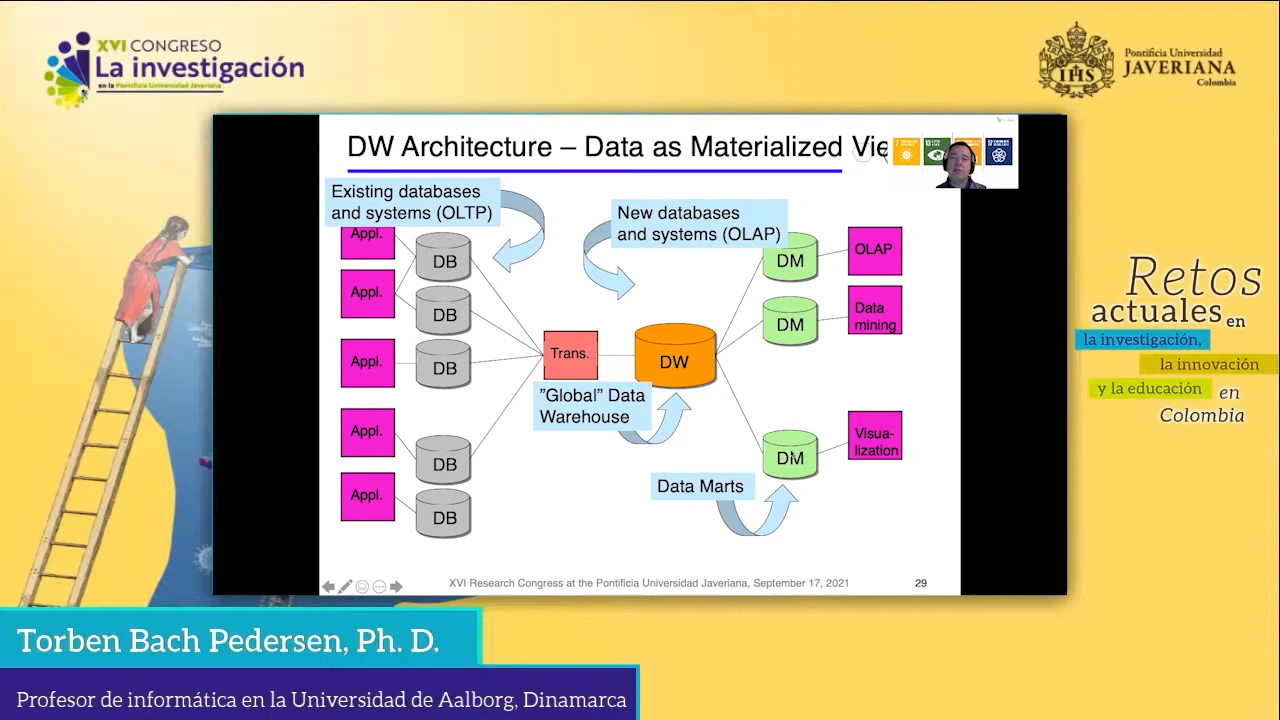 XVI CONGRESO
La investigación
en la Pontificia Universidad Javeriana
Pontificia Universidad
JAVERIANA
Colombia
IHS
DW Architecture – Data as Materialized Vie
Existing databases
and systems (OLTP)
New databases
and systems (OLAP)
Appl.
DB
DM
OLAP
Appl.
DB
DM
Data
mining
Appl.
DB
Trans.
DW
"Global" Data
Warehouse
Appl.
DB
DM
Visua-
lization
Data Marts
Appl.
DB
XVI Research Congress at the Pontificia Universidad Javeriana, September 17, 2021
29
Retos
actuales en
la investigación,
la innovación
y la educación en
Colombia
Torben Bach Pedersen, Ph. D.
Profesor de informática en la Universidad de Aalborg, Dinamarca